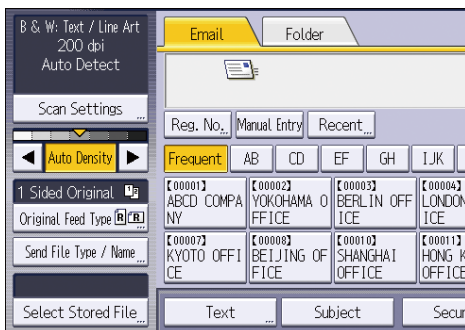 B & W: Text / Line Art
200 dpi
Auto Detect
Scan Settings
Auto Density
1 Sided Original
Original Feed Type
Send File Type / Name
Select Stored File
Email
Folder
Reg. No.
Manual Entry
Recent
Frequent
AB
CD
EF
GH
IJK
[00001]
ABCD COMPA
NY
[00002]
YOKOHAMA O
FFICE
[00003]
BERLIN OFF
ICE
[00004]
LONDON
ICE
[00007]
KYOTO OFFI
CE
[00008]
BEIJING OF
FICE
[00010]
SHANGHAI
OFFICE
[00011]
HONG K
OFFICE
Text
Subject
Secur